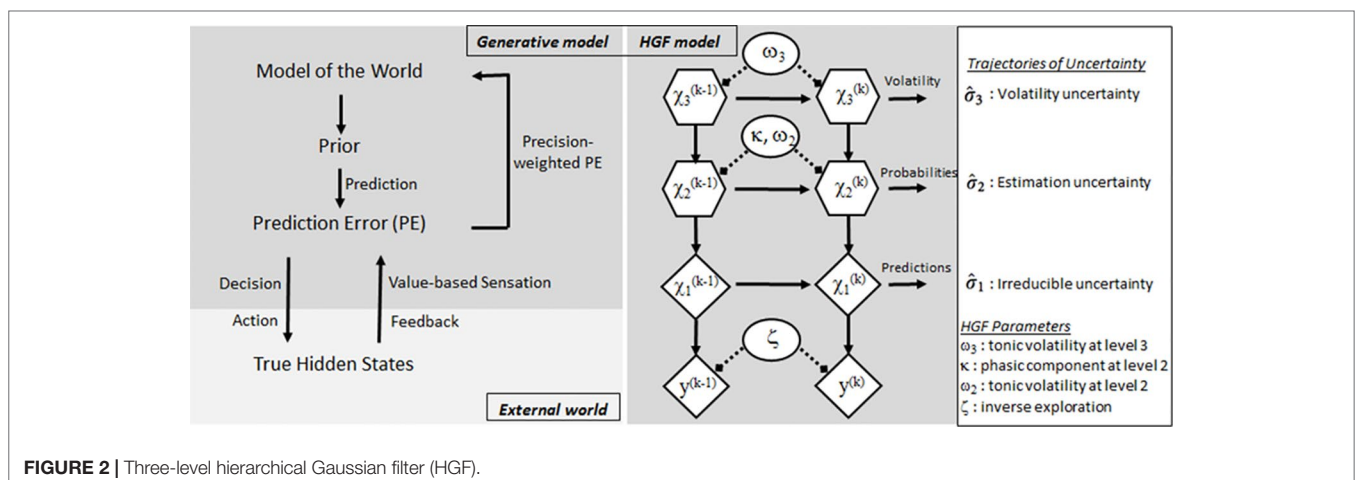 Generative model
HGF model
Model of the World
Prior
Prediction
Prediction Error (PE)
Precision-
weighted PE
Decision
Value-based Sensation
Action
Feedback
True Hidden States
External world
ω3
χ3(k-1)
χ3(k)
Volatility
κ, ω2
χ2(k-1)
χ2(k)
Probabilities
χ1(k-1)
χ1(k)
Predictions
ζ
y(k-1)
y(k)
Trajectories of Uncertainty
σ̂3 : Volatility uncertainty
σ̂2 : Estimation uncertainty
σ̂1 : Irreducible uncertainty
HGF Parameters
ω3 : tonic volatility at level 3
κ : phasic component at level 2
ω2 : tonic volatility at level 2
ζ : inverse exploration
FIGURE 2 | Three-level hierarchical Gaussian filter (HGF).